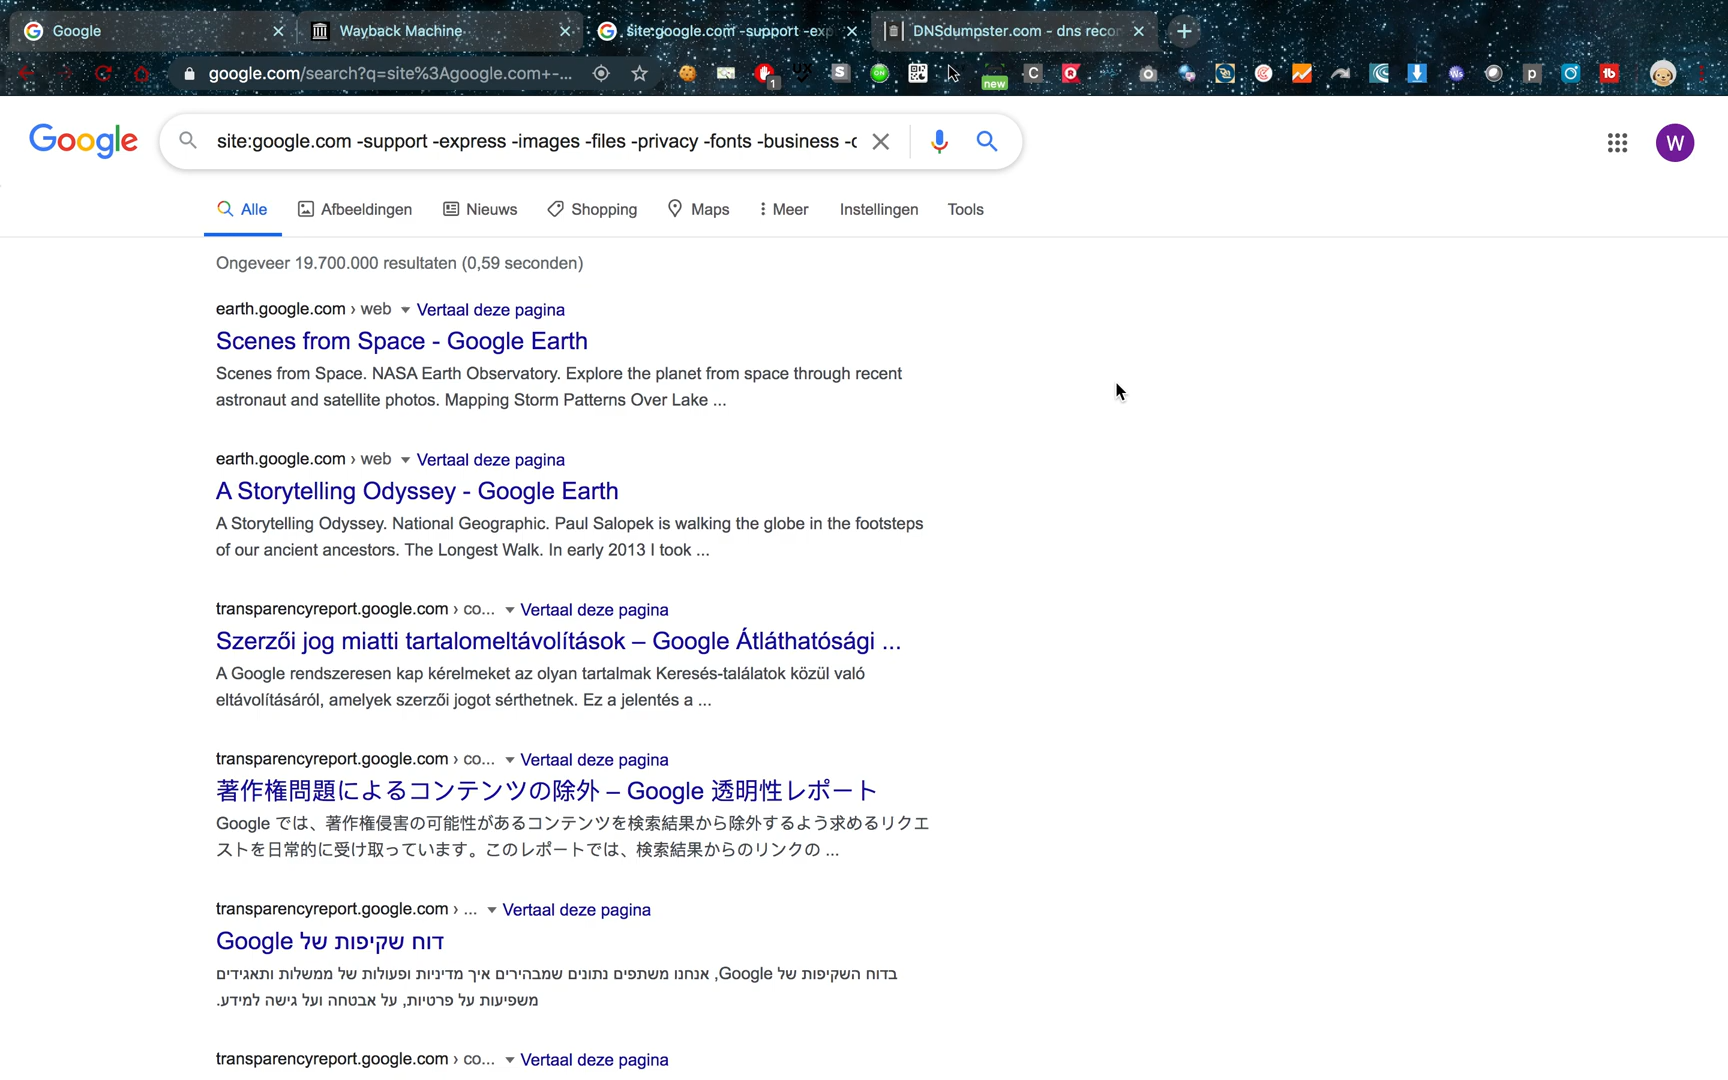 Google
Wayback Machine
site:google.com -support -exp
DNSdumpster.com - dns recor
google.com/search?q=site%3Agoogle.com+-...
1
S
ON
new
C
Ws
p
tb
Google
site:google.com -support -express -images -files -privacy -fonts -business -c
W
Alle
Afbeeldingen
Nieuws
Shopping
Maps
Meer
Instellingen
Tools
Ongeveer 19.700.000 resultaten (0,59 seconden)
earth.google.com › web Vertaal deze pagina
Scenes from Space - Google Earth
Scenes from Space. NASA Earth Observatory. Explore the planet from space through recent
astronaut and satellite photos. Mapping Storm Patterns Over Lake ...
earth.google.com › web Vertaal deze pagina
A Storytelling Odyssey - Google Earth
A Storytelling Odyssey. National Geographic. Paul Salopek is walking the globe in the footsteps
of our ancient ancestors. The Longest Walk. In early 2013 I took ...
transparencyreport.google.com › co... Vertaal deze pagina
Szerzői jog miatti tartalomeltávolítások – Google Átláthatósági ...
A Google rendszeresen kap kérelmeket az olyan tartalmak Keresés-találatok közül való
eltávolításáról, amelyek szerzői jogot sérthetnek. Ez a jelentés a ...
transparencyreport.google.com › co... Vertaal deze pagina
著作権問題によるコンテンツの除外 – Google 透明性レポート
Google では、著作権侵害の可能性があるコンテンツを検索結果から除外するよう求めるリクエ
ストを日常的に受け取っています。このレポートでは、検索結果からのリンクの ...
transparencyreport.google.com › ... Vertaal deze pagina
דוח שקיפות של Google
בדוח השקיפות של Google, אנחנו משתפים נתונים שמבהירים איך מדיניות ופעולות של ממשלות ותאגידים
משפיעות על פרטיות, על אבטחה ועל גישה למידע.
transparencyreport.google.com › co... Vertaal deze pagina